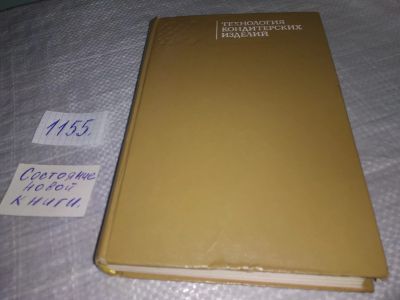 ТЕХНОЛОГИЯ
КОНДИТЕРСКИХ
ИЗДЕЛИЙ
1155.
Состояние
новой
книги.